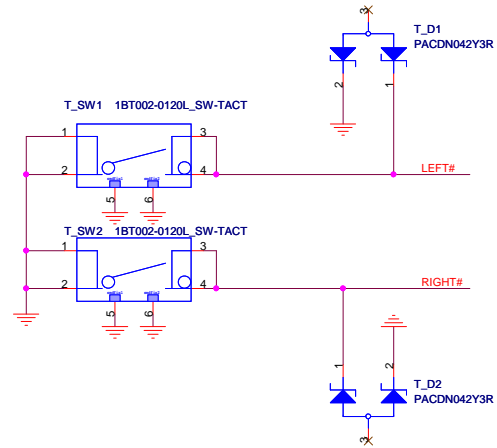 3
T_D1
PACDN042Y3R
2
1
T_SW1 1BT002-0120L_SW-TACT
1
3
2
4
LEFT#
5
6
T_SW2 1BT002-0120L_SW-TACT
1
3
2
4
RIGHT#
5
6
1
2
T_D2
PACDN042Y3R
3